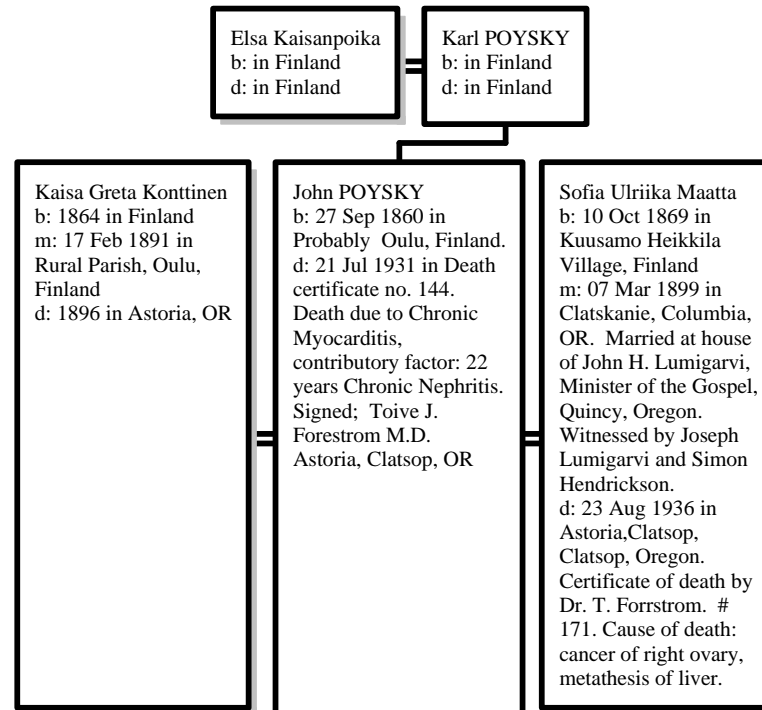 Elsa Kaisanpoika
b: in Finland
d: in Finland
Karl POYSKY
b: in Finland
d: in Finland
Kaisa Greta Konttinen
b: 1864 in Finland
m: 17 Feb 1891 in
Rural Parish, Oulu,
Finland
d: 1896 in Astoria, OR
John POYSKY
b: 27 Sep 1860 in
Probably  Oulu, Finland.
d: 21 Jul 1931 in Death
certificate no. 144.
Death due to Chronic
Myocarditis,
contributory factor: 22
years Chronic Nephritis.
Signed;  Toive J.
Forestrom M.D.
Astoria, Clatsop, OR
Sofia Ulriika Maatta
b: 10 Oct 1869 in
Kuusamo Heikkila
Village, Finland
m: 07 Mar 1899 in
Clatskanie, Columbia,
OR.  Married at house
of John H. Lumigarvi,
Minister of the Gospel,
Quincy, Oregon.
Witnessed by Joseph
Lumigarvi and Simon
Hendrickson.
d: 23 Aug 1936 in
Astoria,Clatsop,
Clatsop, Oregon.
Certificate of death by
Dr. T. Forrstrom.  #
171. Cause of death:
cancer of right ovary,
metathesis of liver.